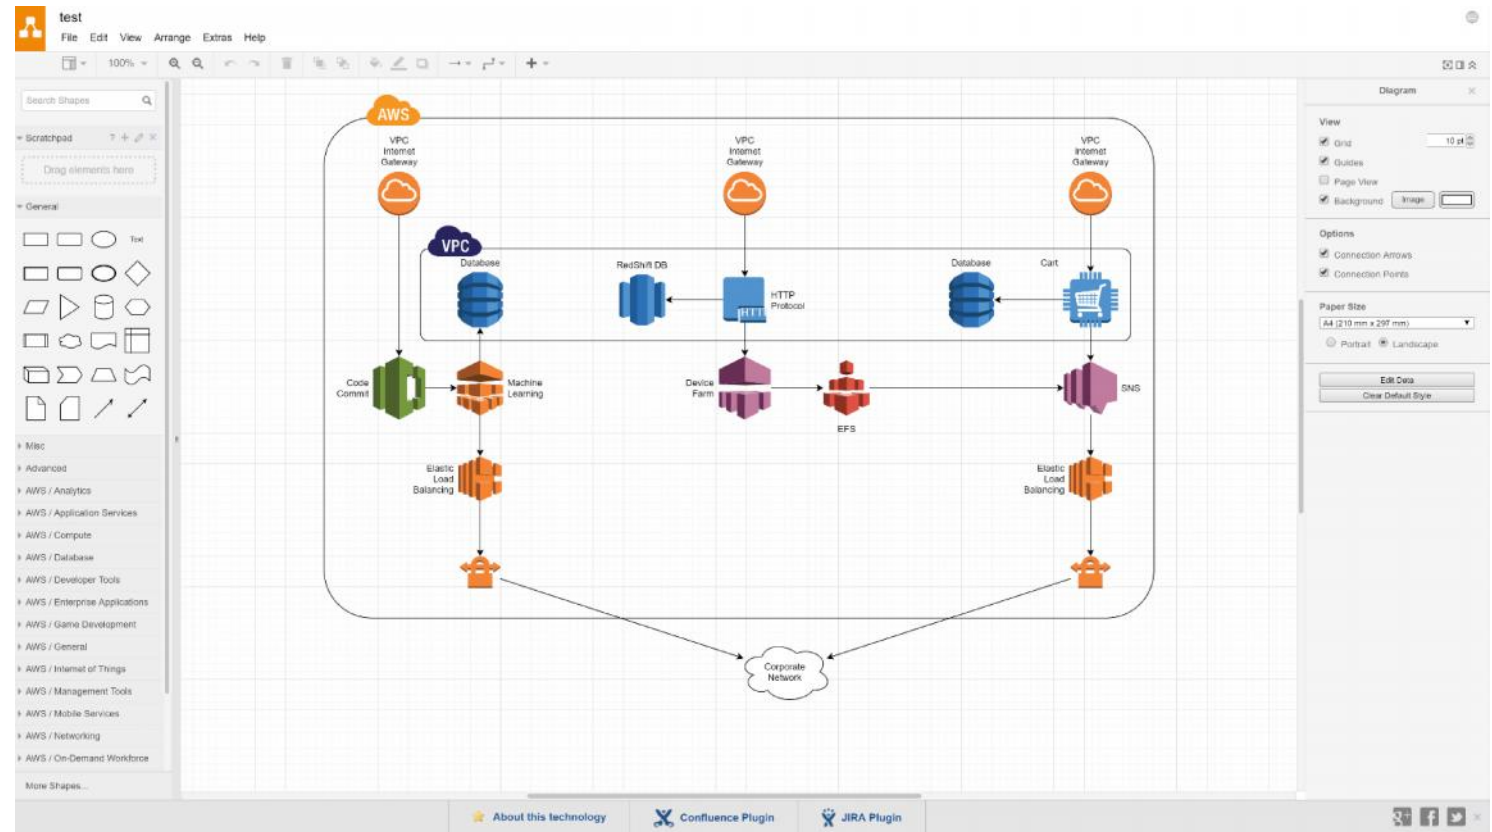 test
File Edit View Arrange Extras Help
100%
Search Shapes
Scratchpad
? + ×
Drag elements here
General
Text
Misc
Advanced
AWS / Analytics
AWS / Application Services
AWS / Compute
AWS / Database
AWS / Developer Tools
AWS / Enterprise Applications
AWS / Game Development
AWS / General
AWS / Internet of Things
AWS / Management Tools
AWS / Mobile Services
AWS / Networking
AWS / On-Demand Workforce
More Shapes...
AWS
VPC
Internet
Gateway
VPC
Internet
Gateway
VPC
Internet
Gateway
VPC
Database
RedShift DB
HTTP
Protocol
HTT
Database
Cart
Code
Commit
Machine
Learning
Device
Farm
EFS
SNS
Elastic
Load
Balancing
Elastic
Load
Balancing
Corporate
Network
Diagram
View
Grid 10 pt
Guides
Page View
Background Image
Options
Connection Arrows
Connection Points
Paper Size
A4 (210 mm x 297 mm)
Portrait Landscape
Edit Data
Clear Default Style
About this technology
Confluence Plugin
JIRA Plugin